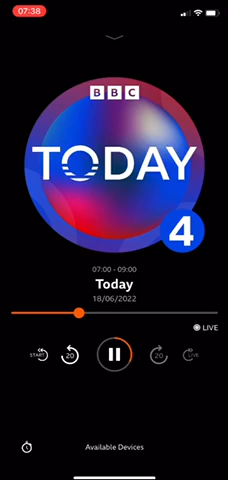 07:38
BBC
TODAY
4
07:00 - 09:00
Today
18/06/2022
LIVE
START
20
20
LIVE
Available Devices